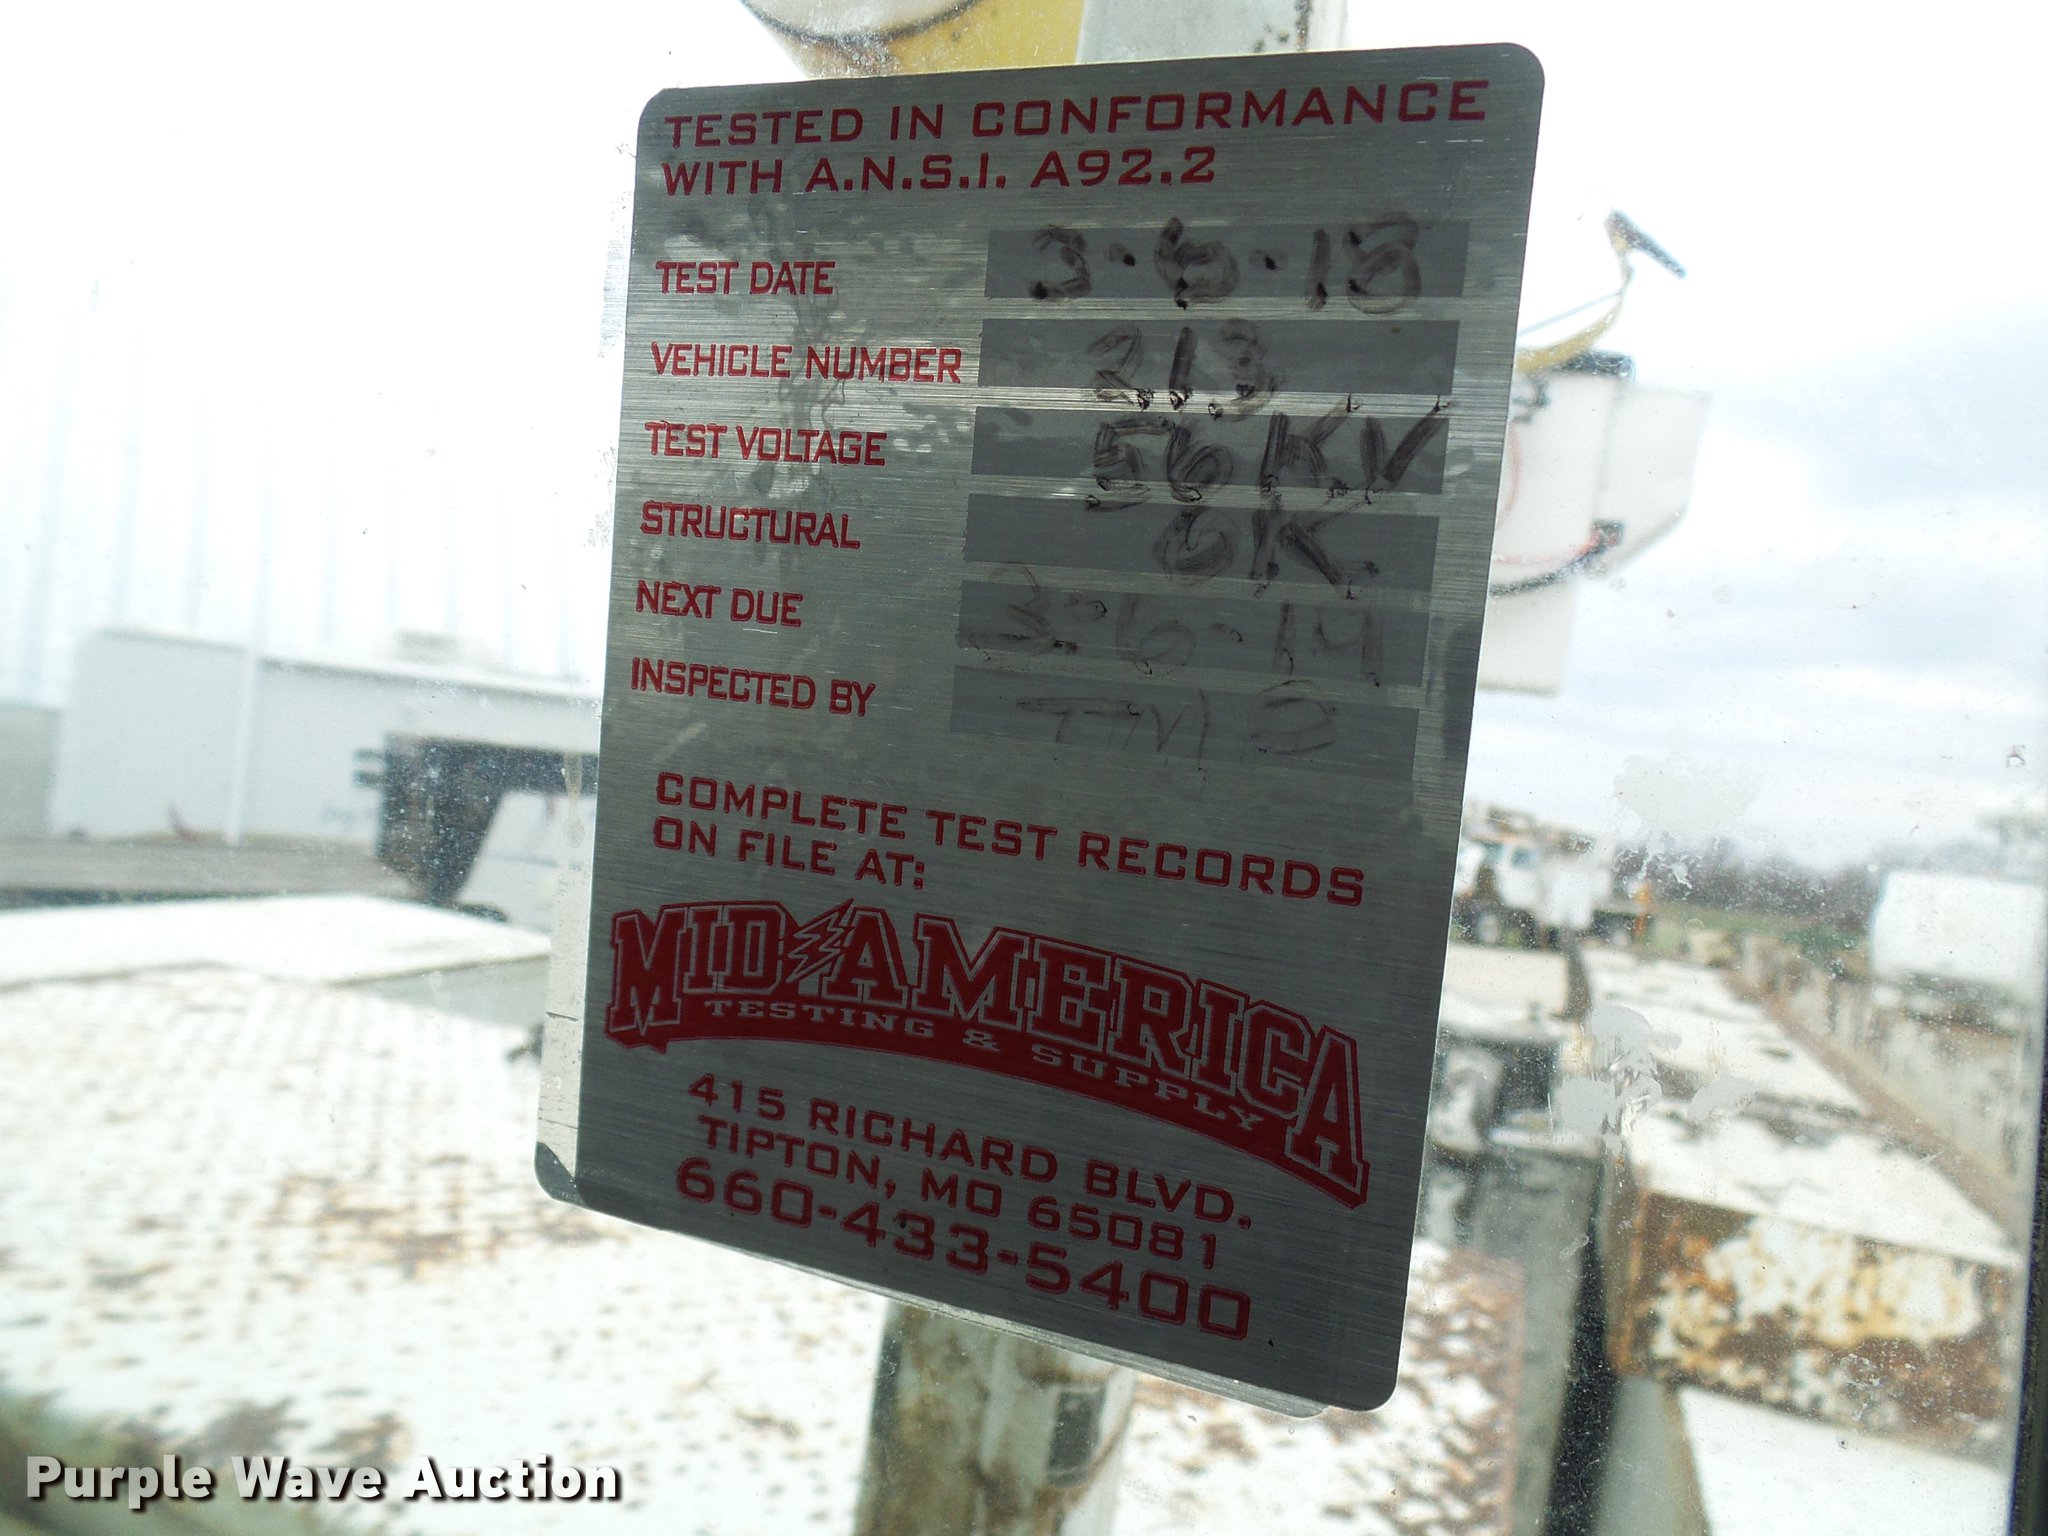 TESTED IN CONFORMANCE
WITH A.N.S.I. A92.2
TEST DATE 3-6-18
VEHICLE NUMBER 213
TEST VOLTAGE 56KV
STRUCTURAL 6K
NEXT DUE 3-6-19
INSPECTED BY
COMPLETE TEST RECORDS
ON FILE AT:
MID AMERICA
TESTING & SUPPLY
415 RICHARD BLVD.
TIPTON, MO 65081
660-433-5400
Purple Wave Auction